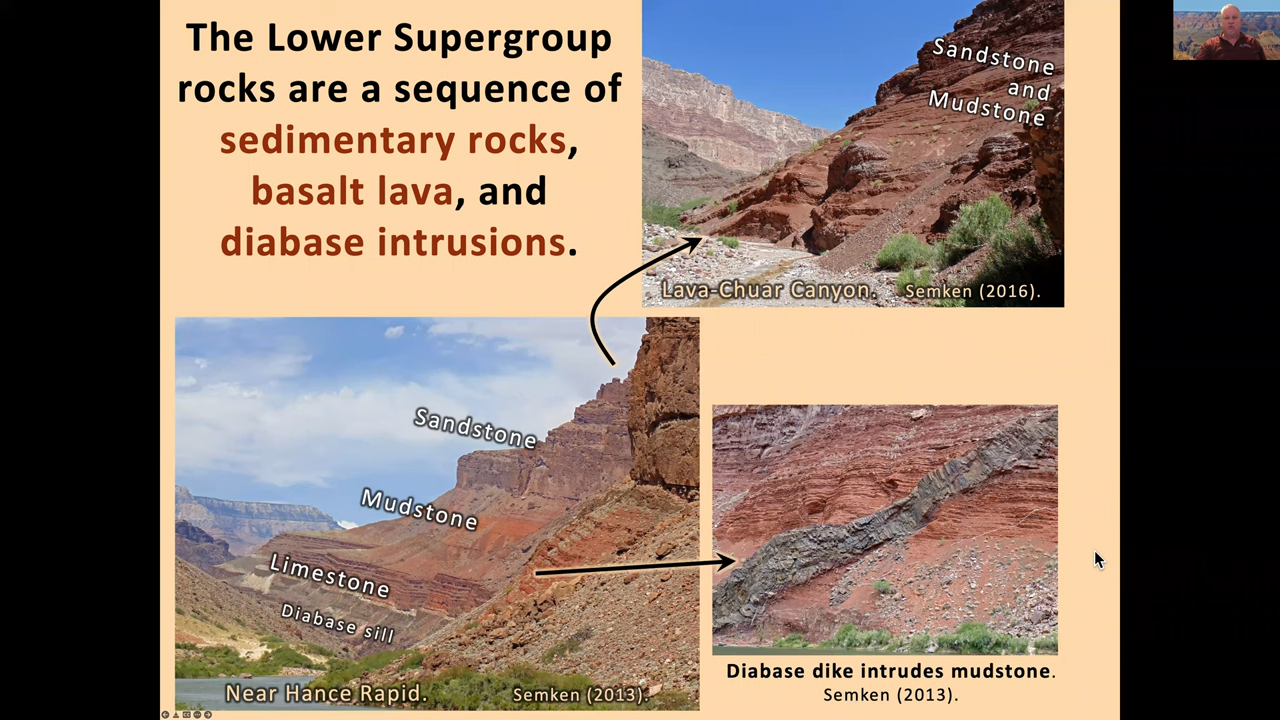 The Lower Supergroup
rocks are a sequence of
sedimentary rocks,
basalt lava, and
diabase intrusions.
Sandstone
and
Mudstone
Lava-Chuar Canyon. Semken (2016).
Sandstone
Mudstone
Limestone
Diabase sill
Near Hance Rapid. Semken (2013).
Diabase dike intrudes mudstone.
Semken (2013).